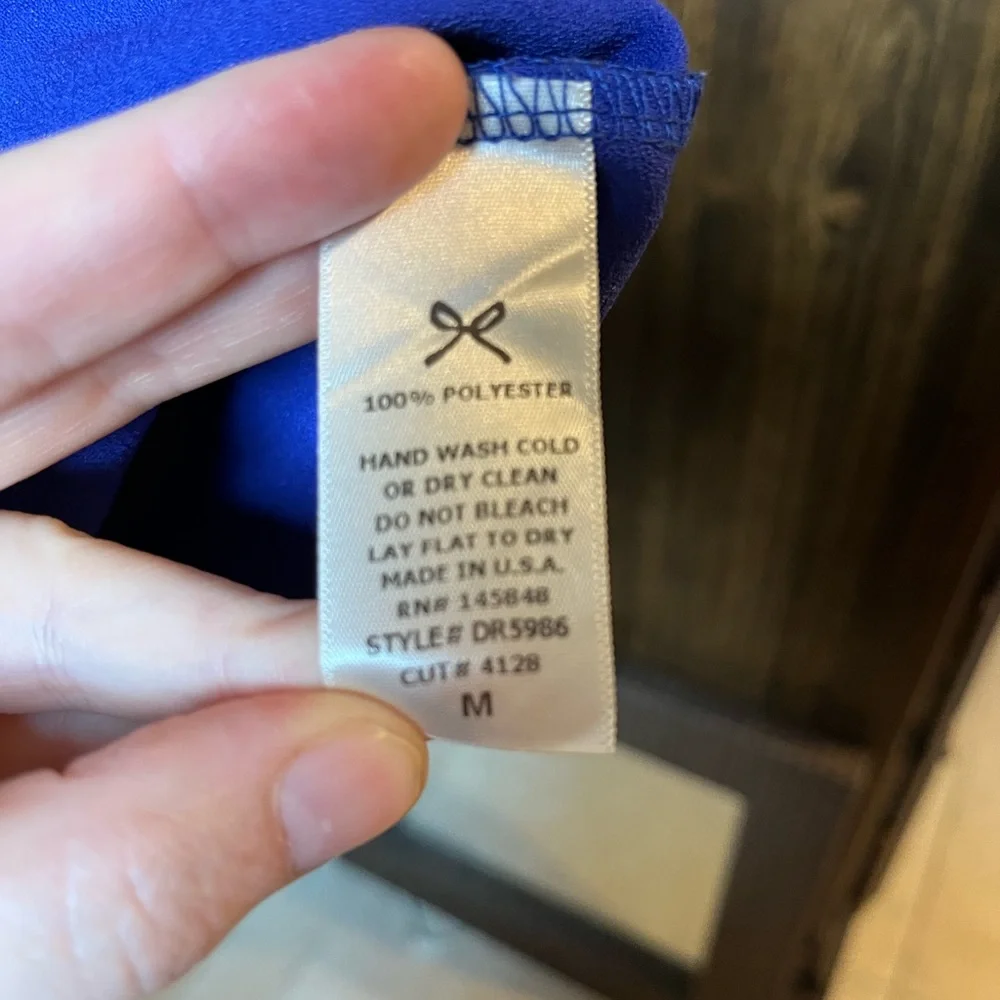 100% POLYESTER
HAND WASH COLD
OR DRY CLEAN
DO NOT BLEACH
LAY FLAT TO DRY
MADE IN U.S.A.
RN# 145848
STYLE# DR5986
CUT# 4128
M